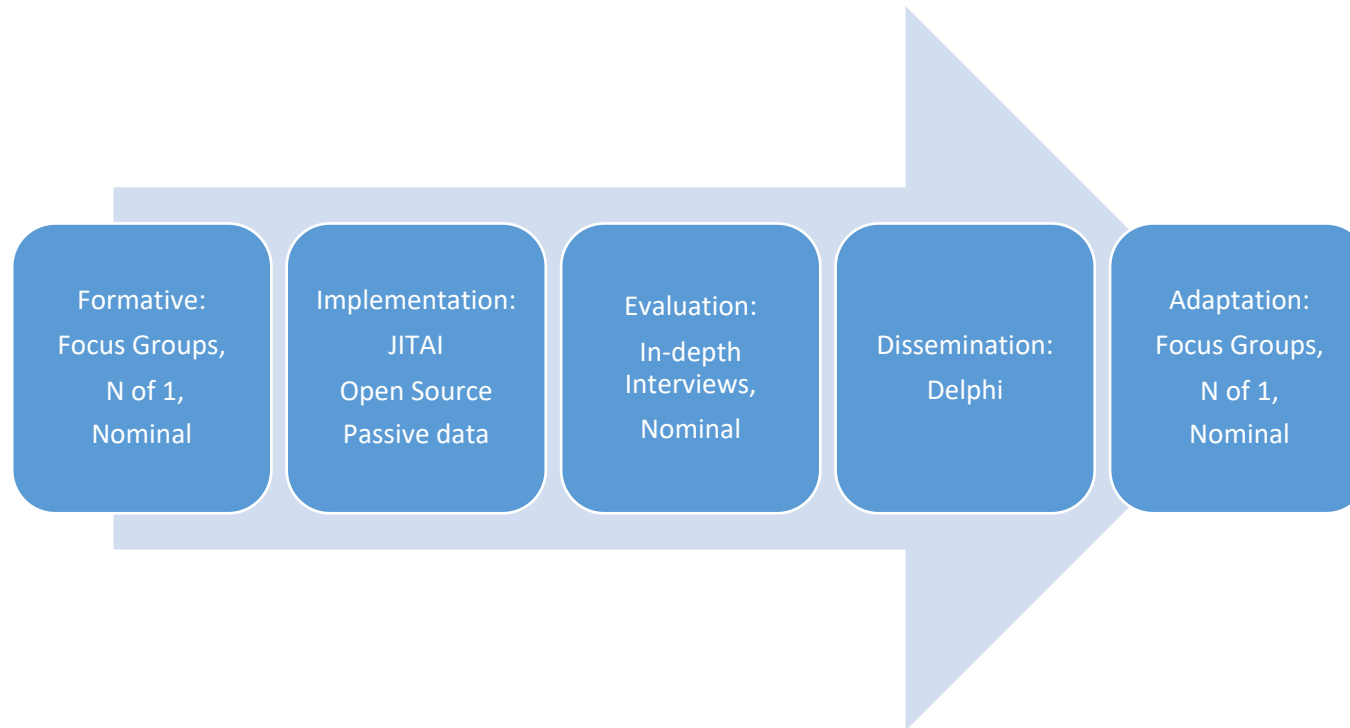 Formative:
Focus Groups,
N of 1,
Nominal
Implementation:
JITAI
Open Source
Passive data
Evaluation:
In-depth
Interviews,
Nominal
Dissemination:
Delphi
Adaptation:
Focus Groups,
N of 1,
Nominal